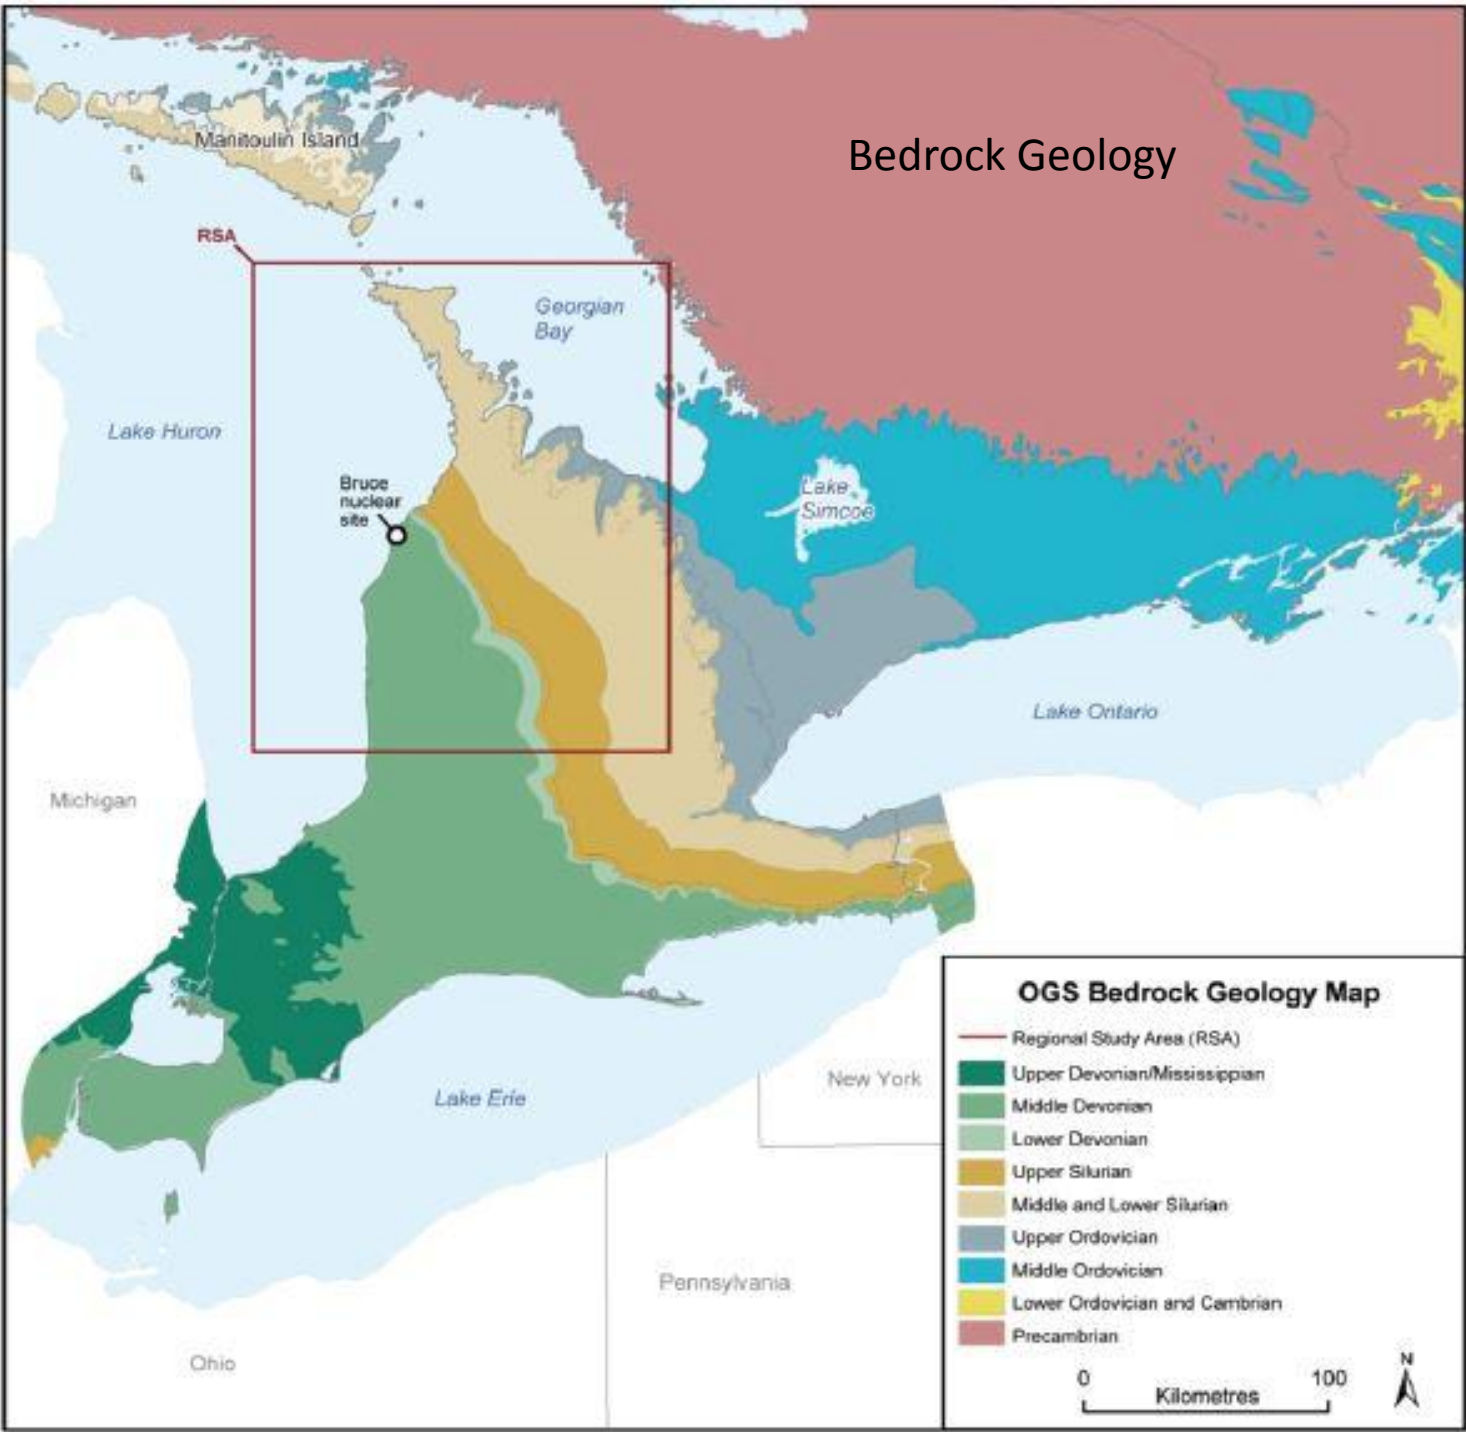 Bedrock Geology
Manitoulin Island
RSA
Georgian
Bay
Lake Huron
Bruce
nuclear
site
Lake
Simcoe
Lake Ontario
Michigan
Lake Erie
New York
Pennsylvania
Ohio
OGS Bedrock Geology Map
Regional Study Area (RSA)
Upper Devonian/Mississippian
Middle Devonian
Lower Devonian
Upper Silurian
Middle and Lower Silurian
Upper Ordovician
Middle Ordovician
Lower Ordovician and Cambrian
Precambrian
0 100
Kilometres
N